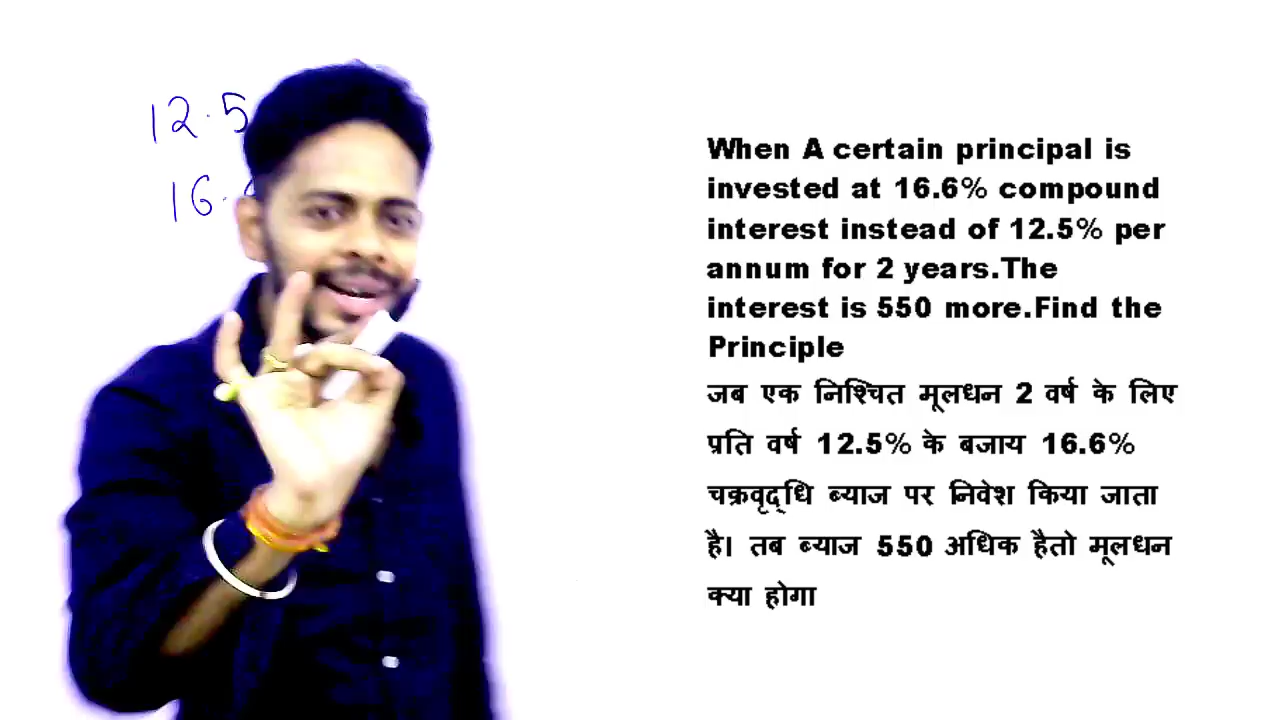 12.5
16.
When A certain principal is
invested at 16.6% compound
interest instead of 12.5% per
annum for 2 years.The
interest is 550 more.Find the
Principle
जब एक निश्चित मूलधन 2 वर्ष के लिए
प्रति वर्ष 12.5% के बजाय 16.6%
चक्रवृद्धि ब्याज पर निवेश किया जाता
है। तब ब्याज 550 अधिक हैतो मूलधन
क्या होगा